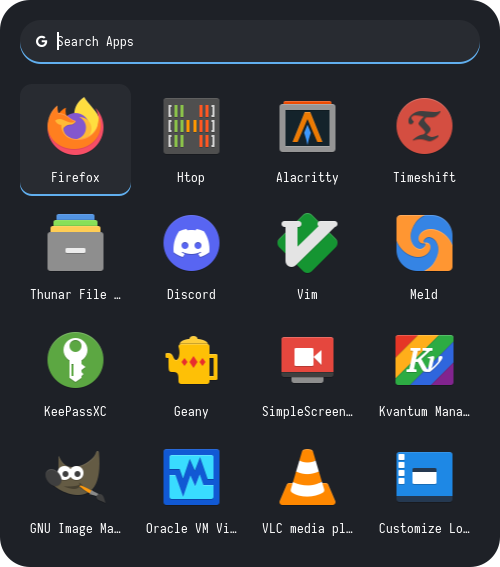 G Search Apps
Firefox
Htop
Alacritty
Timeshift
Thunar File …
Discord
Vim
Meld
KeePassXC
Geany
SimpleScreen…
Kv
Kvantum Mana…
GNU Image Ma…
Oracle VM Vi…
VLC media pl…
Customize Lo…